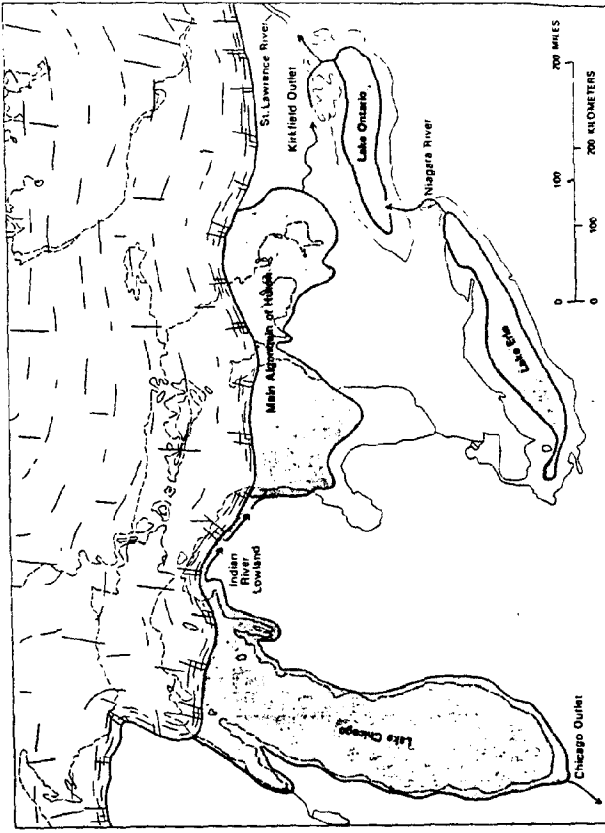 St. Lawrence River
Kirkfield Outlet
Lake Ontario
Niagara River
Main Algonquin of Huron
Lake Erie
Indian
River
Lowland
Lake Chicago
Chicago Outlet
0 100 200 MILES
0 100 200 KILOMETERS